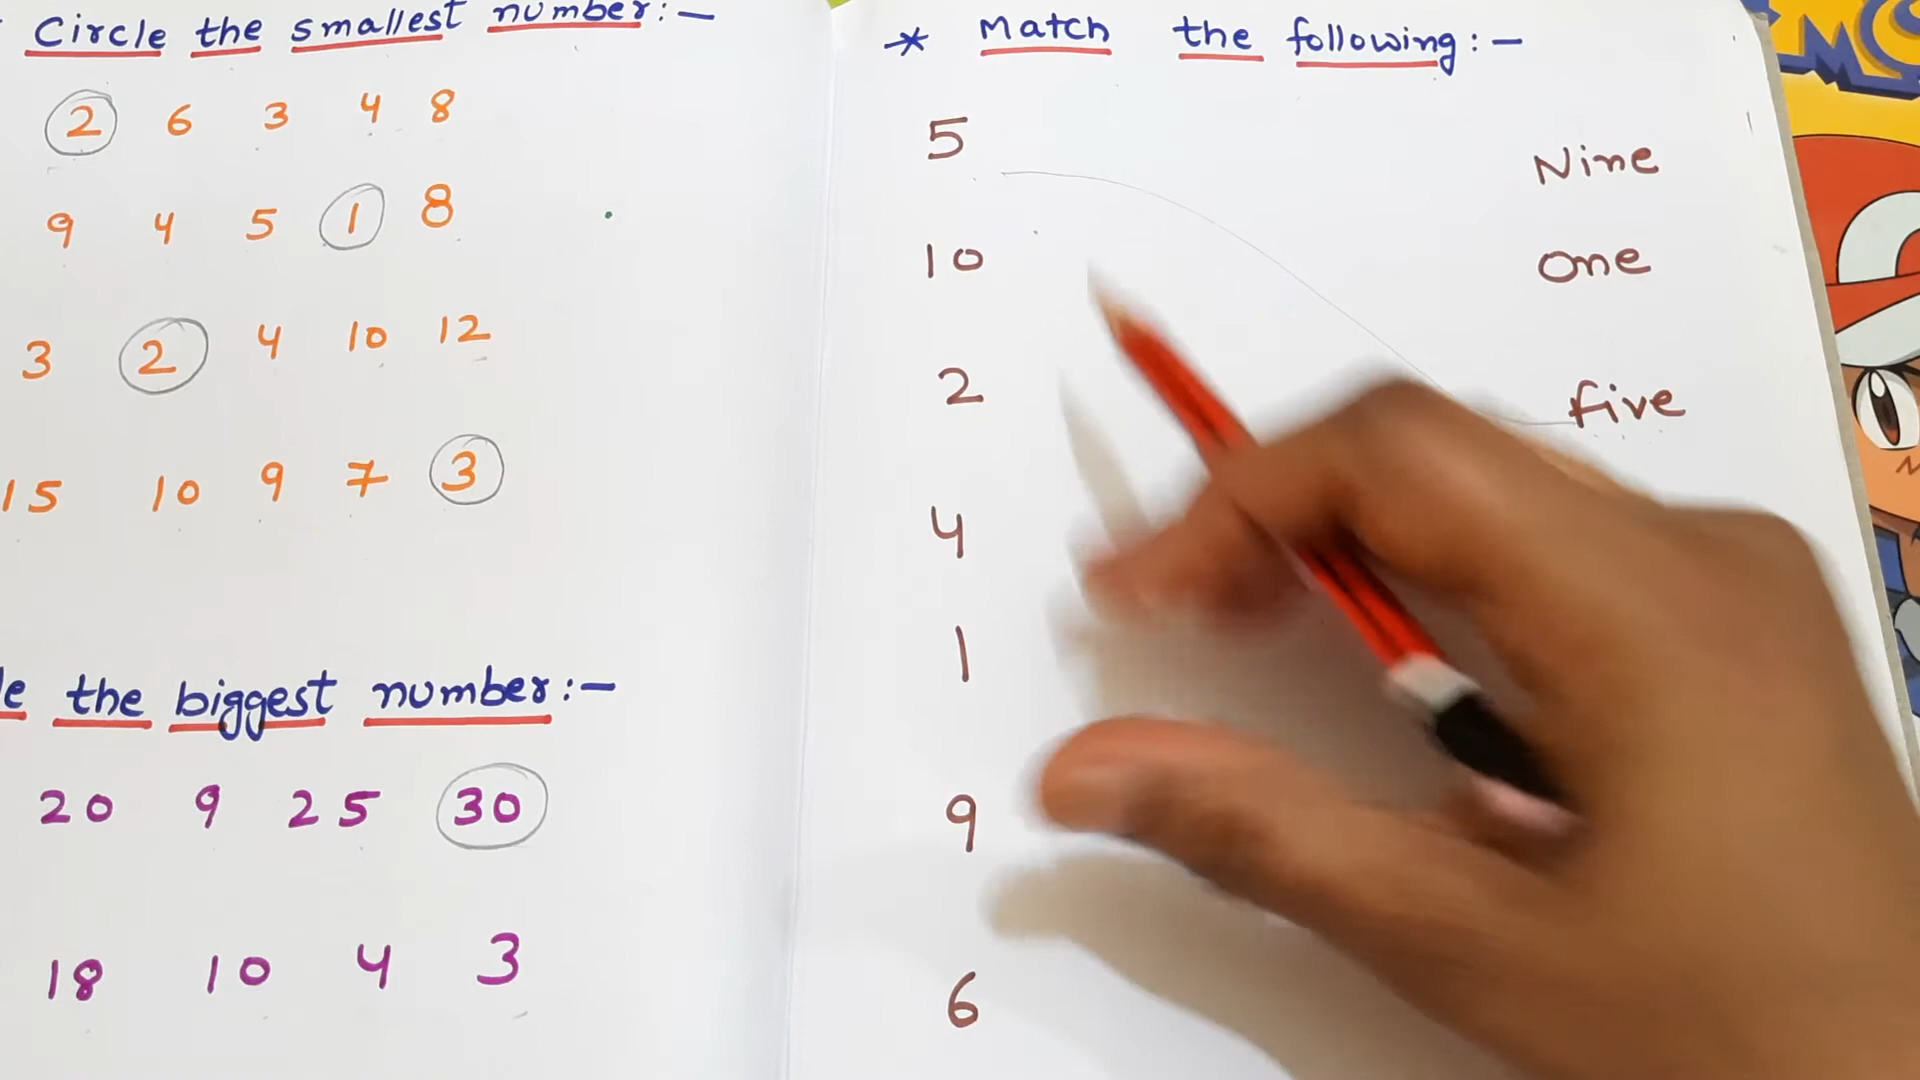 Circle the smallest number:-
2 6 3 4 8
9 4 5 1 8
3 2 4 10 12
15 10 9 7 3
the biggest number:-
20 9 25 30
18 10 4 3
* Match the following:-
5 Nine
10 One
2 five
4
1
9
6